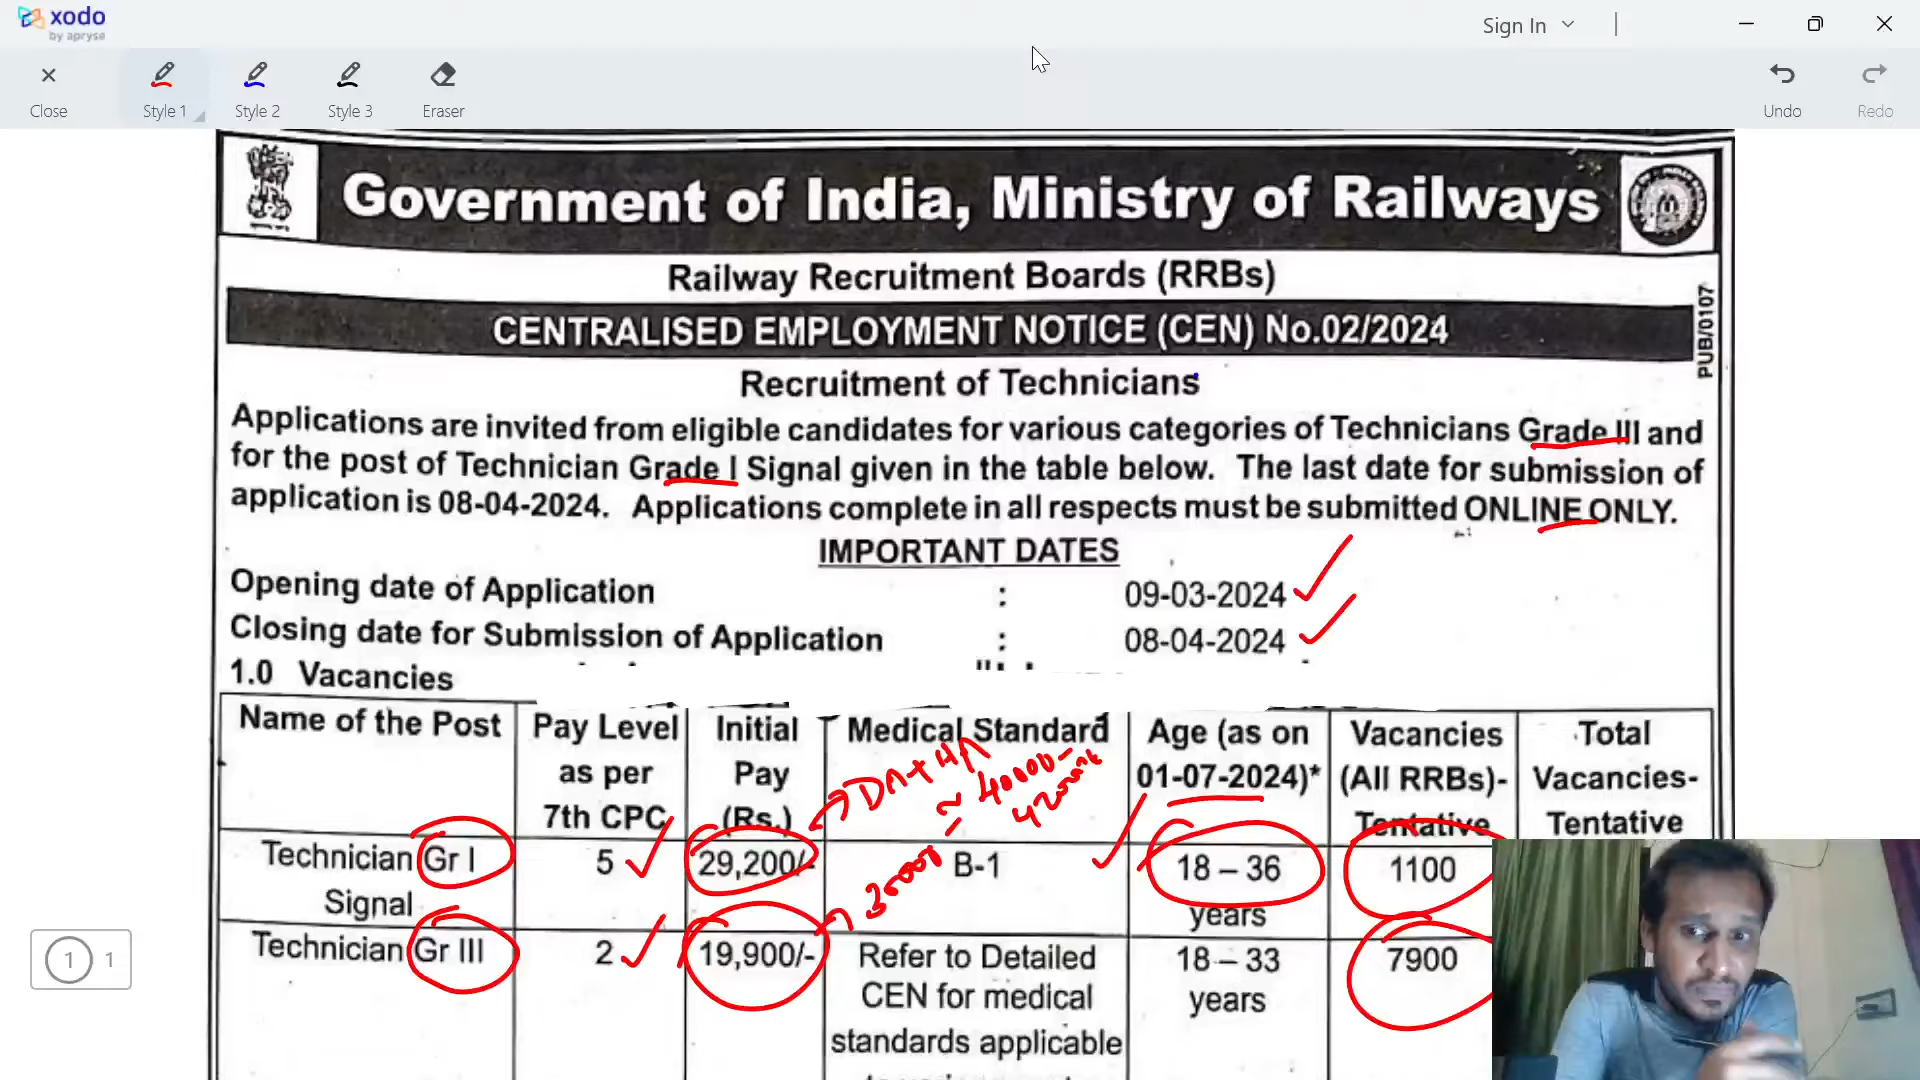 xodo
by apryse
Sign In
Close
Style 1
Style 2
Style 3
Eraser
Undo
Redo
Government of India, Ministry of Railways
Railway Recruitment Boards (RRBs)
CENTRALISED EMPLOYMENT NOTICE (CEN) No.02/2024
PUB/0107
Recruitment of Technicians
Applications are invited from eligible candidates for various categories of Technicians Grade III and
for the post of Technician Grade I Signal given in the table below. The last date for submission of
application is 08-04-2024. Applications complete in all respects must be submitted ONLINE ONLY.
IMPORTANT DATES
Opening date of Application : 09-03-2024
Closing date for Submission of Application : 08-04-2024
1.0 Vacancies
Name of the Post
Pay Level
as per
7th CPC
Initial
Pay
(Rs.)
Medical Standard
Age (as on
01-07-2024)*
Vacancies
(All RRBs)-
Tentative
Total
Vacancies-
Tentative
DA+HA
≈ 40000-
Technician Gr I
Signal
5
29,200/-
B-1
18 – 36
years
1100
Technician Gr III
2
19,900/-
Refer to Detailed
CEN for medical
standards applicable
18 – 33
years
7900
1 1